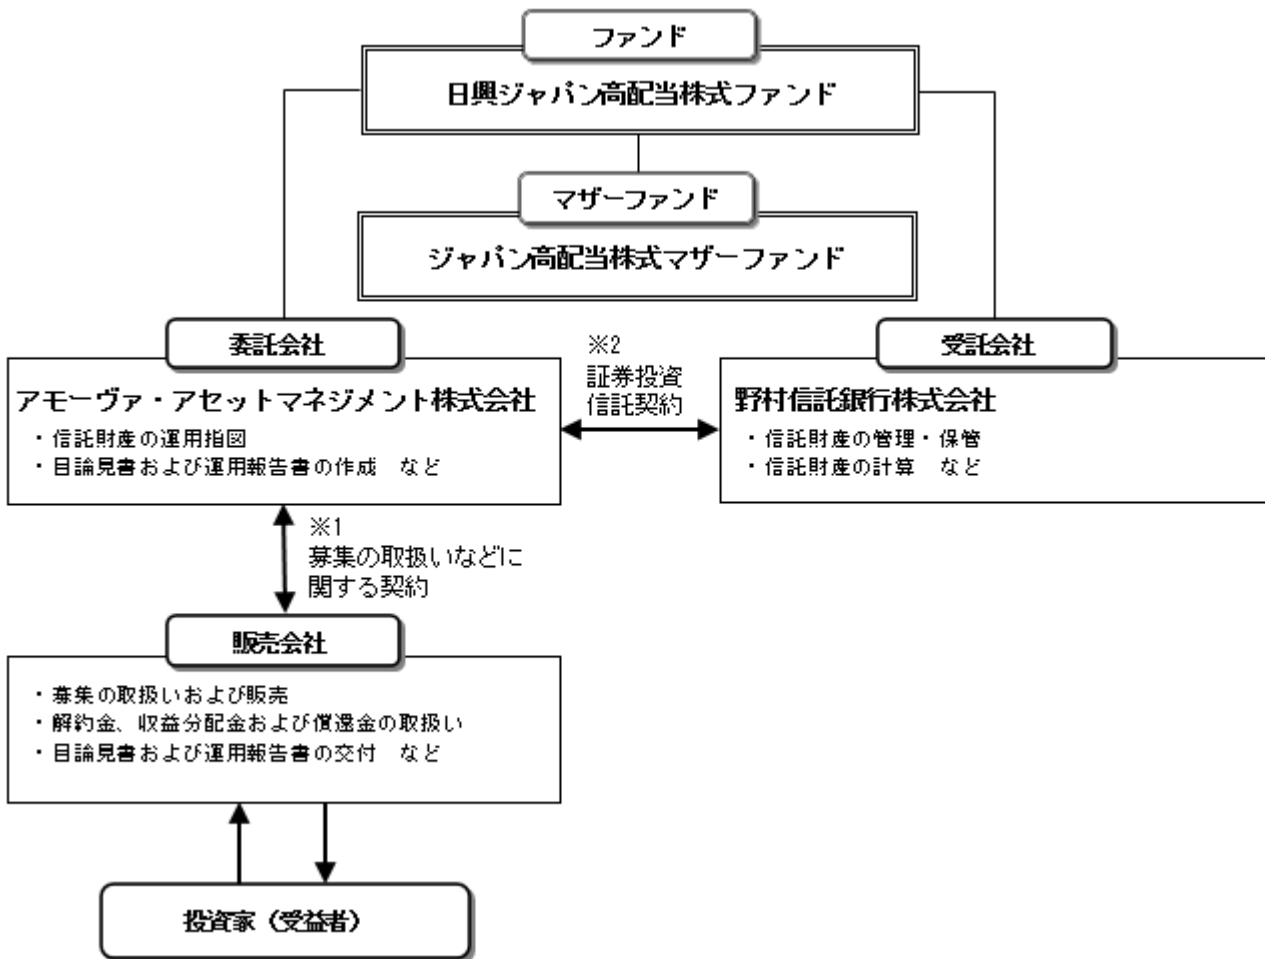 ファンド
日興ジャパン高配当株式ファンド
マザーファンド
ジャパン高配当株式マザーファンド
委託会社
アモーヴァ・アセットマネジメント株式会社
・信託財産の運用指図
・目論見書および運用報告書の作成　など
※2
証券投資
信託契約
受託会社
野村信託銀行株式会社
・信託財産の管理・保管
・信託財産の計算　など
※1
募集の取扱いなどに
関する契約
販売会社
・募集の取扱いおよび販売
・解約金、収益分配金および償還金の取扱い
・目論見書および運用報告書の交付　など
投資家（受益者）